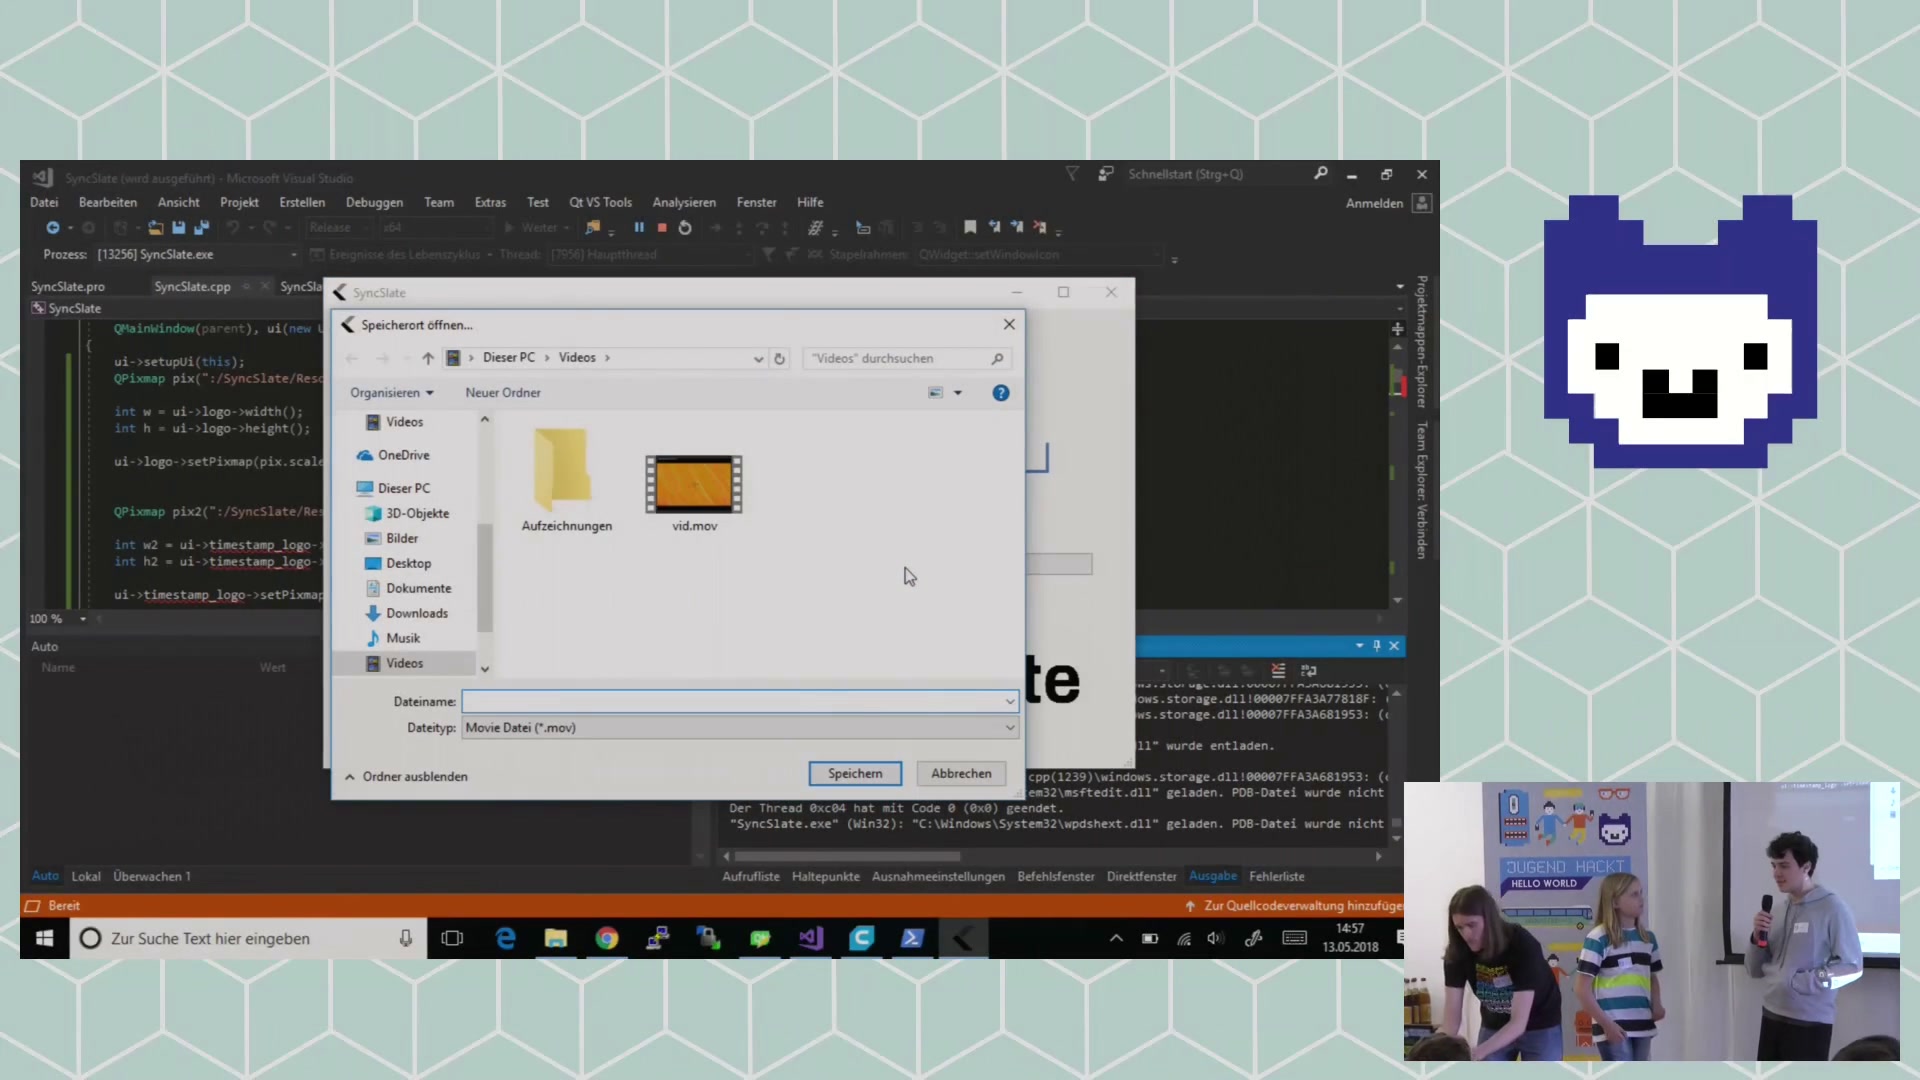 SyncSlate (wird ausgeführt) - Microsoft Visual Studio
Schnellstart (Strg+Q)
Datei Bearbeiten Ansicht Projekt Erstellen Debuggen Team Extras Test Qt VS Tools Analysieren Fenster Hilfe
Anmelden
Release x64 Weiter
Prozess: [13256] SyncSlate.exe Ereignisse des Lebenszyklus Thread: [7956] Hauptthread Stapelrahmen: QWidget::setWindowIcon
SyncSlate.pro SyncSlate.cpp
SyncSlate
QMainWindow(parent), ui(new
{
ui->setupUi(this);
QPixmap pix(":/SyncSlate/
int w = ui->logo->width();
int h = ui->logo->height();
ui->logo->setPixmap(pix.
QPixmap pix2(":/SyncSlate/
int w2 = ui->timestamp_logo-
int h2 = ui->timestamp_logo-
ui->timestamp_logo->setPixmap
100 %
SyncSlate
Speicherort öffnen...
Dieser PC Videos
"Videos" durchsuchen
Organisieren Neuer Ordner
Videos
OneDrive
Dieser PC
3D-Objekte
Bilder
Desktop
Dokumente
Downloads
Musik
Videos
Aufzeichnungen
vid.mov
Dateiname:
Dateityp: Movie Datei (*.mov)
Ordner ausblenden
Speichern Abbrechen
te
Projektmappen-Explorer
Team Explorer: Verbinden
Auto
Name Wert
ows.storage.dll!00007FFA3A681953: (
ows.storage.dll!00007FFA3A77818F: (
ows.storage.dll!00007FFA3A681953: (
ll" wurde entladen.
cpp(1239)\windows.storage.dll!00007FFA3A681953: (
em32\msftedit.dll" geladen. PDB-Datei wurde nicht
Der Thread 0xc04 hat mit Code 0 (0x0) geendet.
"SyncSlate.exe" (Win32): "C:\Windows\System32\wpdshext.dll" geladen. PDB-Datei wurde nicht
Auto Lokal Überwachen 1
Aufrufliste Haltepunkte Ausnahmeeinstellungen Befehlsfenster Direktfenster Ausgabe Fehlerliste
Bereit
Zur Quellcodeverwaltung hinzufüge
Zur Suche Text hier eingeben
14:57
13.05.2018
JUGEND HACKT
HELLO WORLD